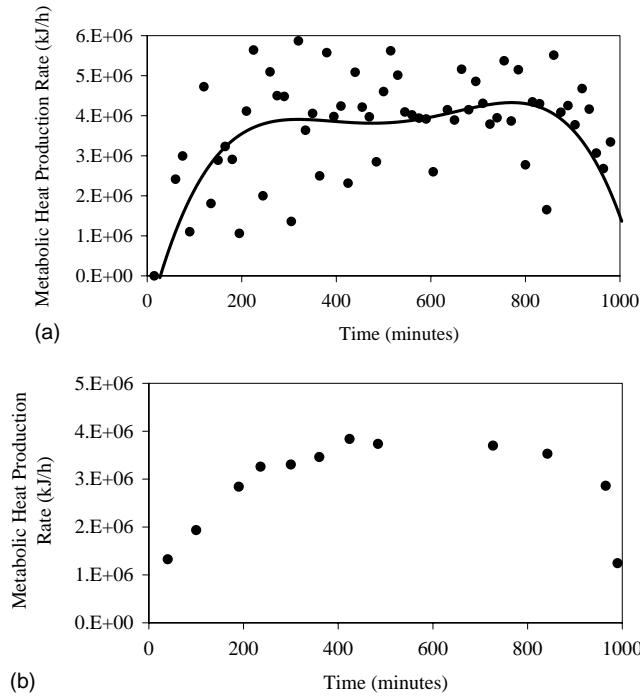 Metabolic Heat Production Rate (kJ/h)
6.E+06
5.E+06
4.E+06
3.E+06
2.E+06
1.E+06
0.E+00
0 200 400 600 800 1000
Time (minutes)
(a)
Metabolic Heat Production
Rate (kJ/h)
5.E+06
4.E+06
3.E+06
2.E+06
1.E+06
0.E+00
0 200 400 600 800 1000
Time (minutes)
(b)